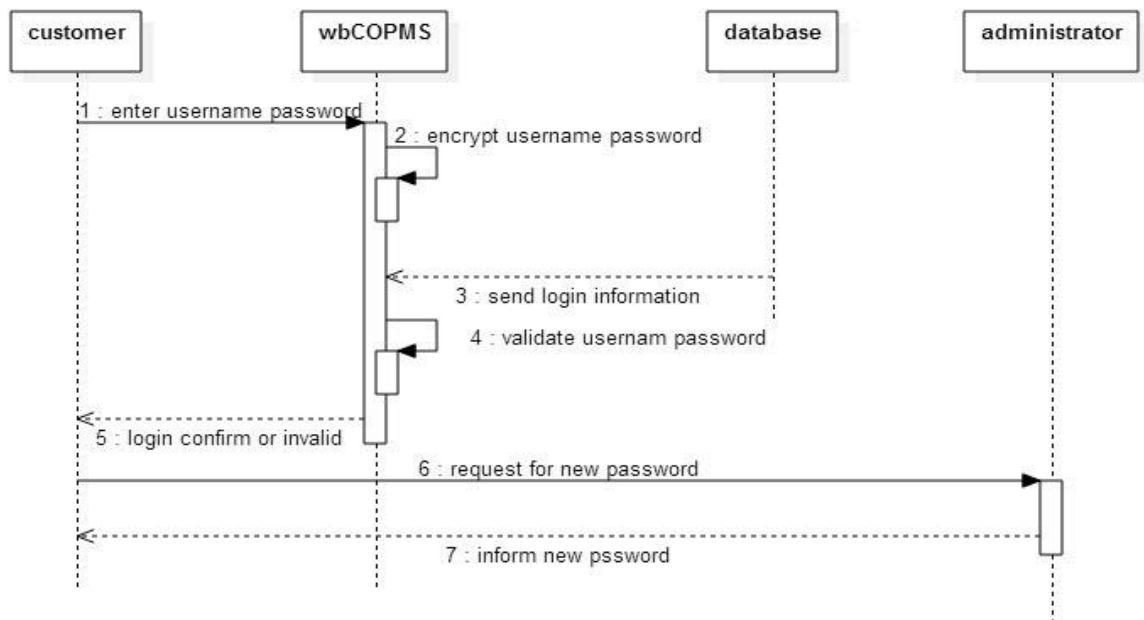 customer
wbCOPMS
database
administrator
1 : enter username password
2 : encrypt username password
3 : send login information
4 : validate usernam password
5 : login confirm or invalid
6 : request for new password
7 : inform new pssword